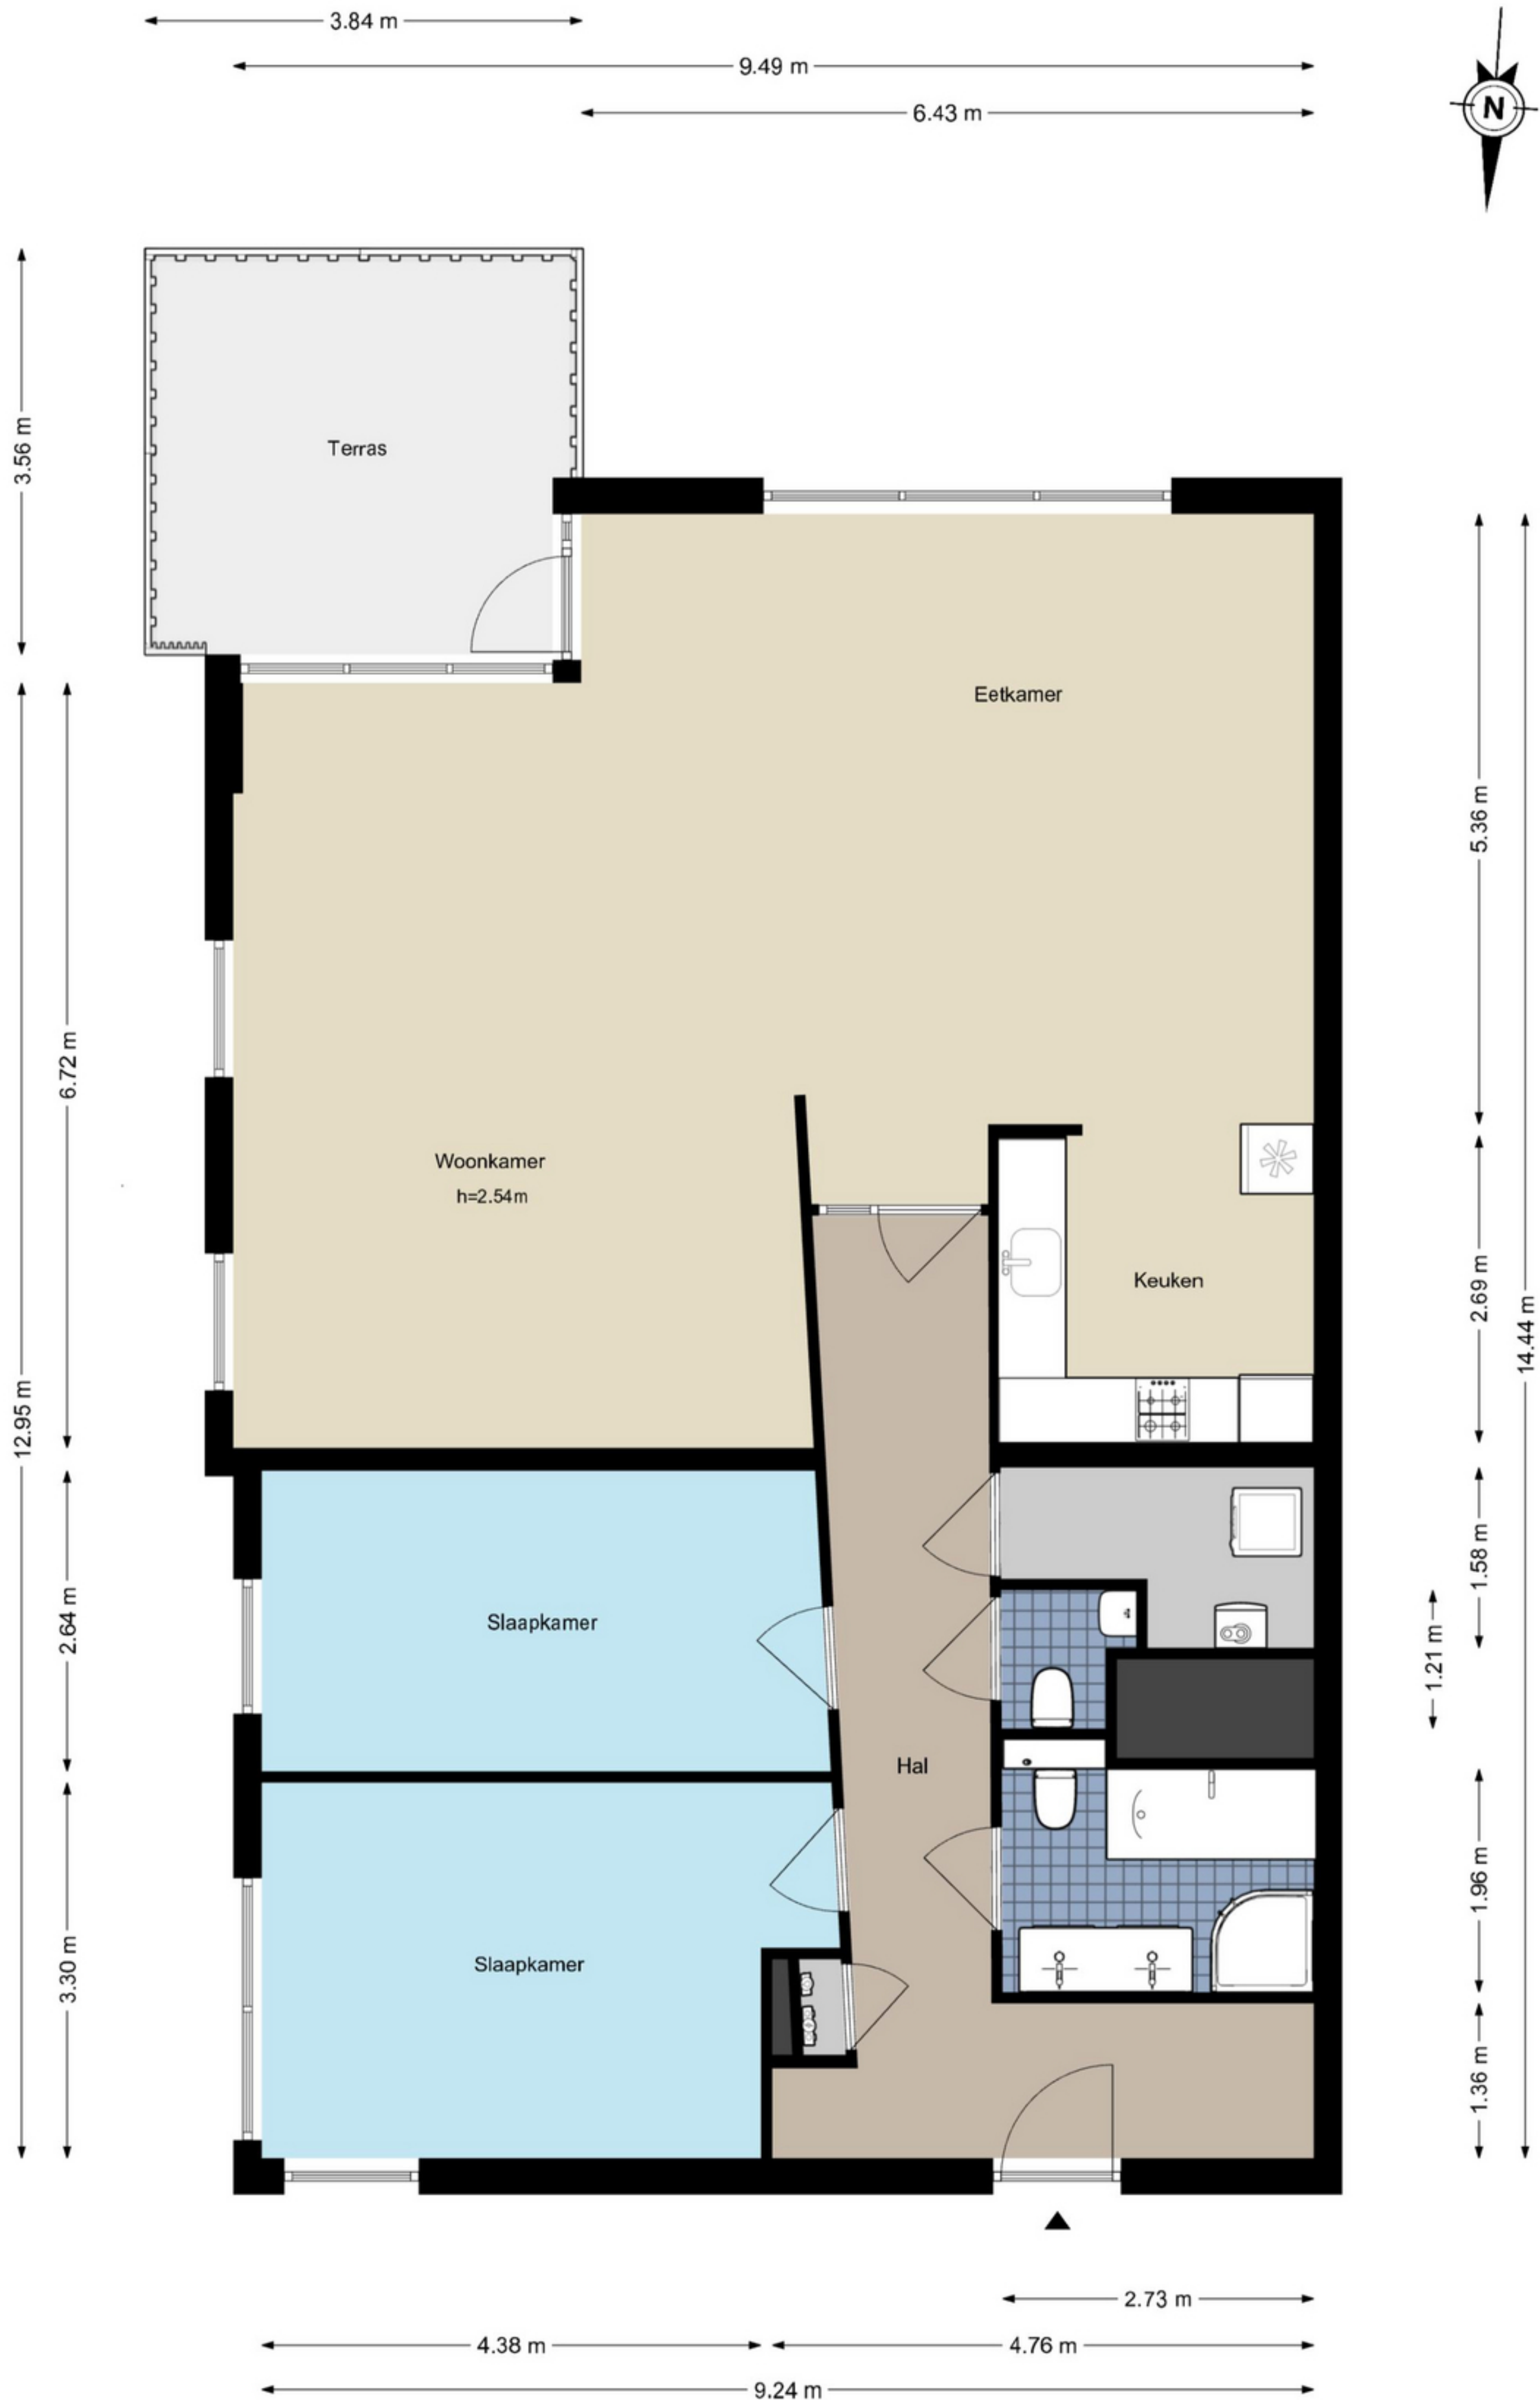 3.84 m
9.49 m
6.43 m
N
3.56 m
Terras
Eetkamer
5.36 m
6.72 m
Woonkamer
h=2.54m
Keuken
2.69 m
14.44 m
12.95 m
Slaapkamer
2.64 m
1.58 m
1.21 m
Hal
Slaapkamer
3.30 m
1.96 m
1.36 m
2.73 m
4.38 m
4.76 m
9.24 m